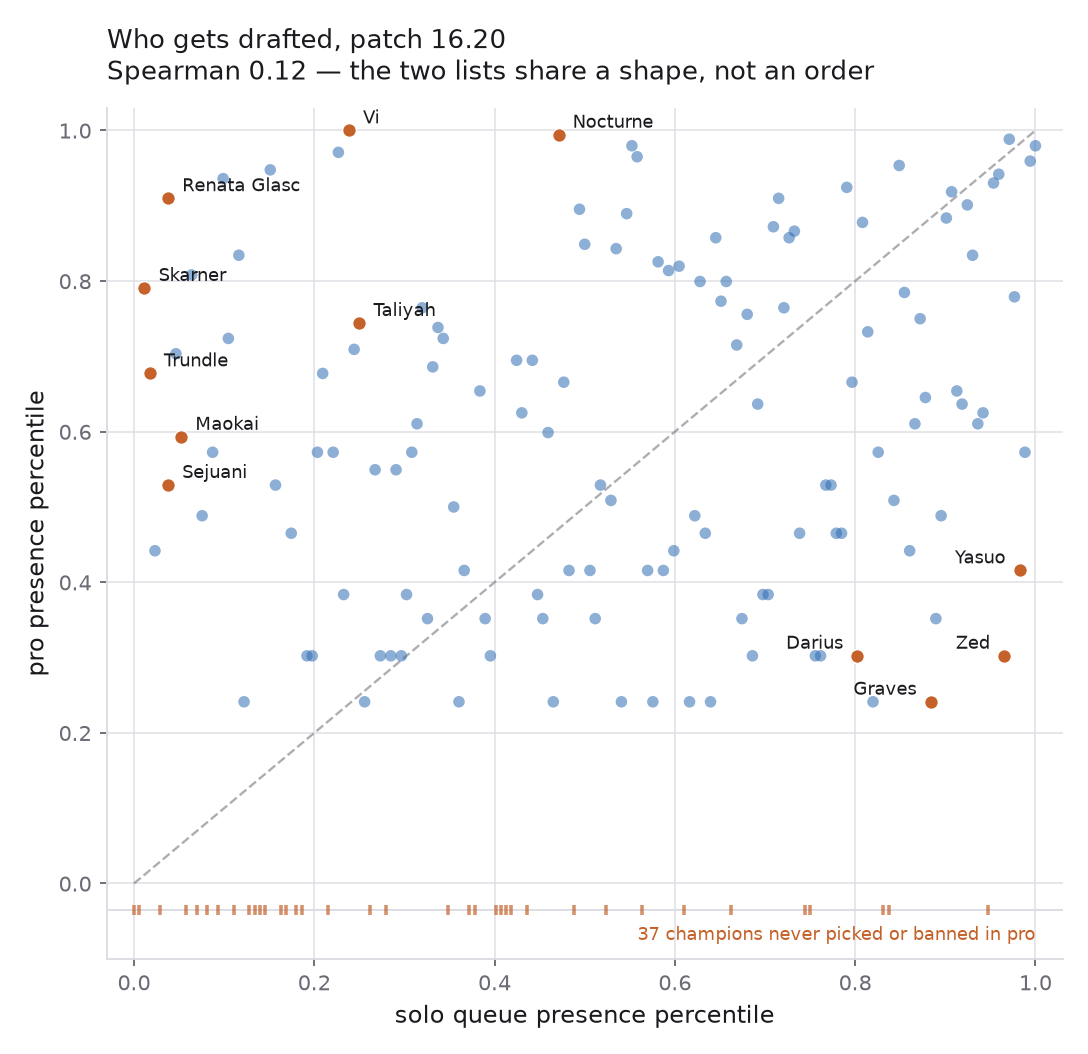 Who gets drafted, patch 16.20
Spearman 0.12 — the two lists share a shape, not an order
Vi
Nocturne
Renata Glasc
Skarner
Taliyah
Trundle
Maokai
Sejuani
Yasuo
Darius
Zed
Graves
37 champions never picked or banned in pro
pro presence percentile
1.0
0.8
0.6
0.4
0.2
0.0
0.0 0.2 0.4 0.6 0.8 1.0
solo queue presence percentile